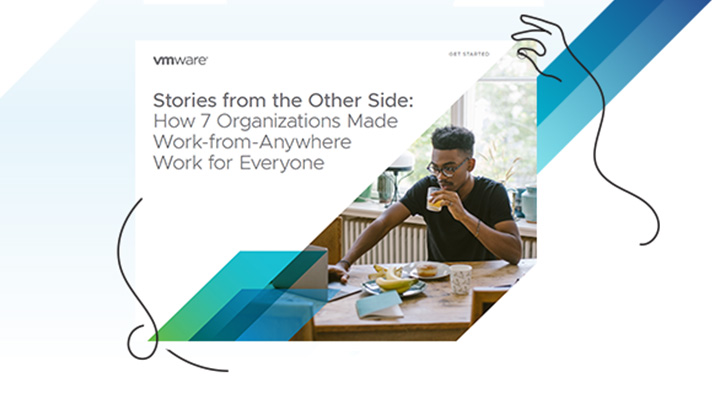 vmware®
GET STARTED
Stories from the Other Side:
How 7 Organizations Made
Work-from-Anywhere
Work for Everyone